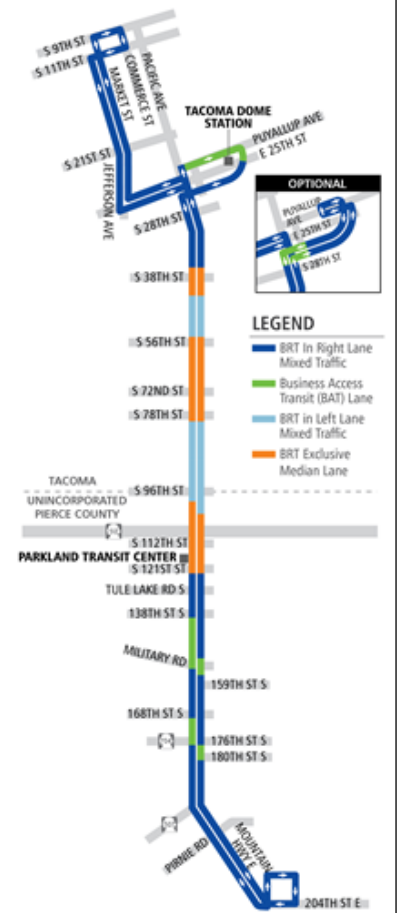 S 9TH ST
S 11TH ST
PACIFIC AVE
COMMERCE ST
MARKET ST
TACOMA DOME
STATION
PUYALLUP AVE
E 25TH ST
S 21ST ST
JEFFERSON AVE
S 28TH ST
OPTIONAL
PUYALLUP
AVE
E 25TH ST
S 28TH ST
S 38TH ST
LEGEND
S 56TH ST
BRT In Right Lane
Mixed Traffic
Business Access
Transit (BAT) Lane
S 72ND ST
S 78TH ST
BRT in Left Lane
Mixed Traffic
BRT Exclusive
Median Lane
TACOMA
S 96TH ST
UNINCORPORATED
PIERCE COUNTY
S 112TH ST
PARKLAND TRANSIT CENTER
S 121ST ST
TULE LAKE RD S
138TH ST S
MILITARY RD
159TH ST S
168TH ST S
176TH ST S
180TH ST S
PIRNIE RD
MOUNTAIN
HWY E
204TH ST E